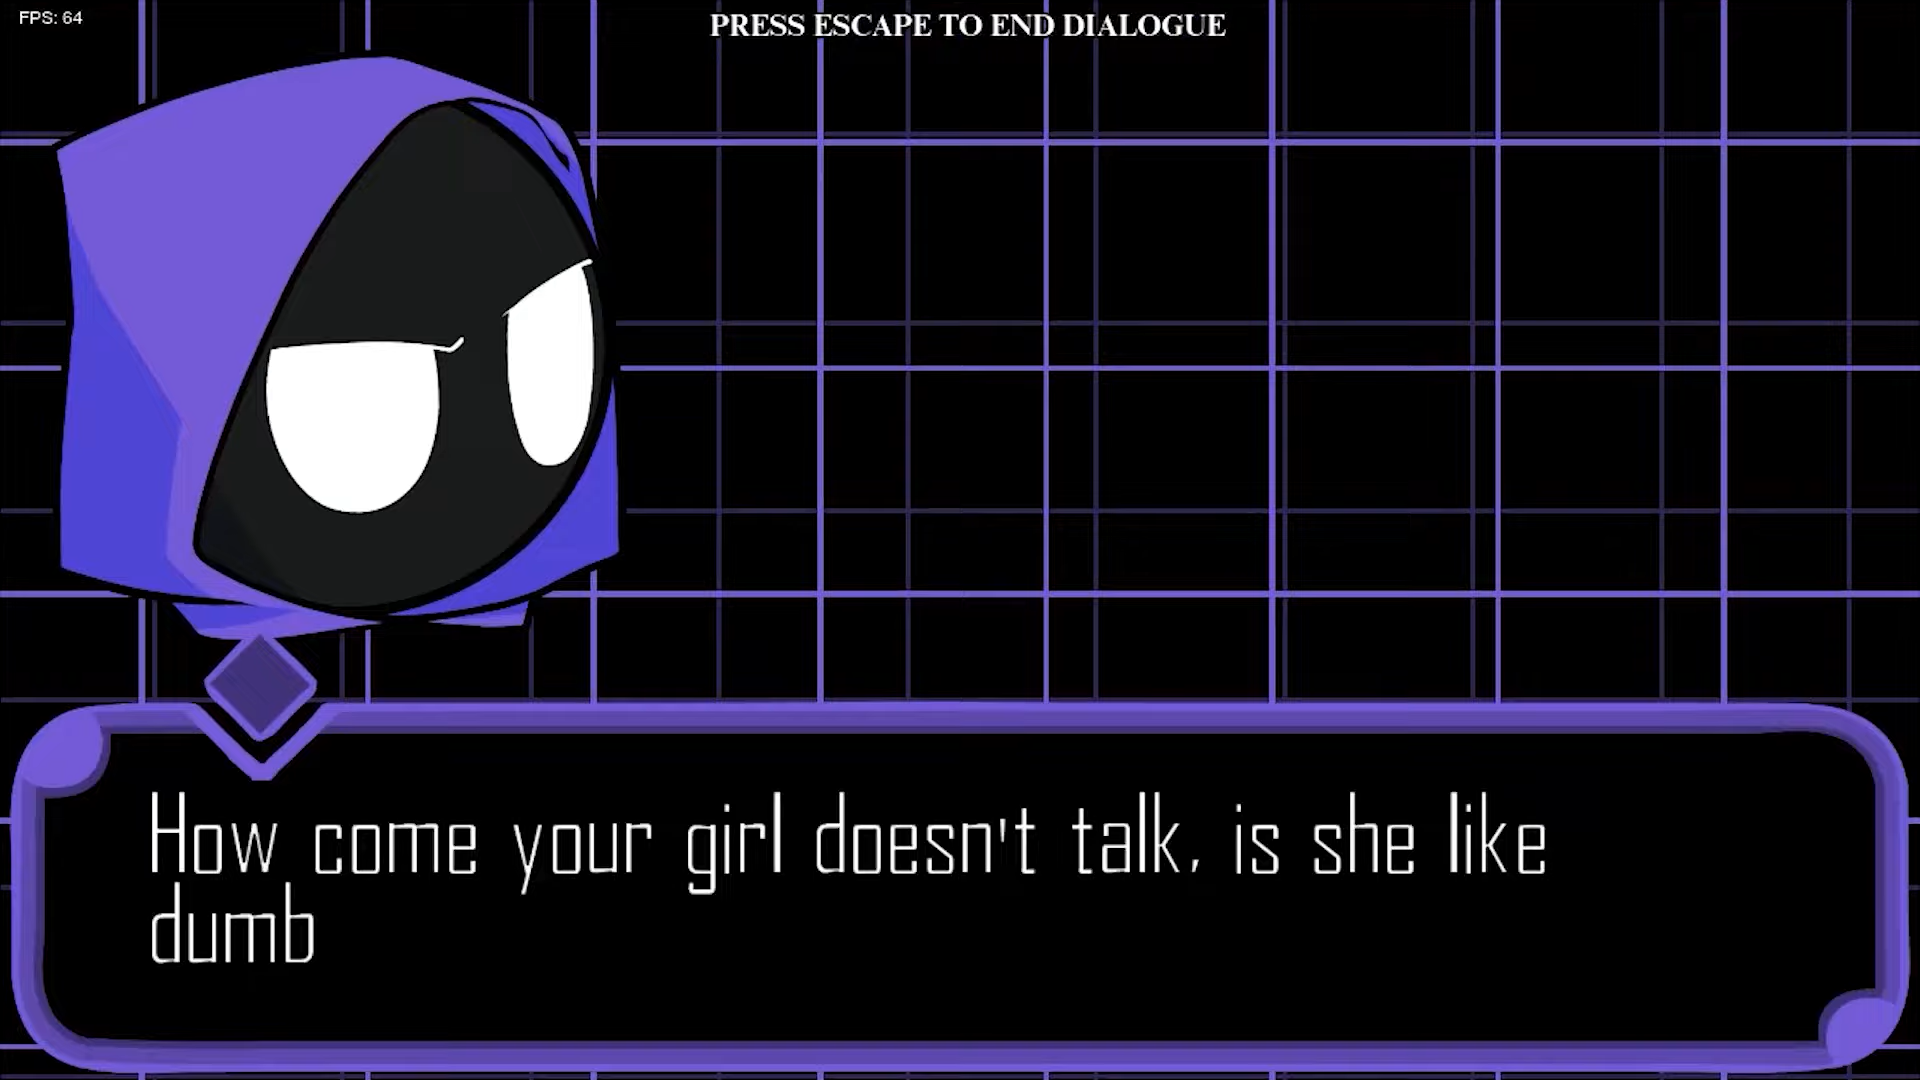 FPS: 64
PRESS ESCAPE TO END DIALOGUE
How come your girl doesn't talk, is she like
dumb